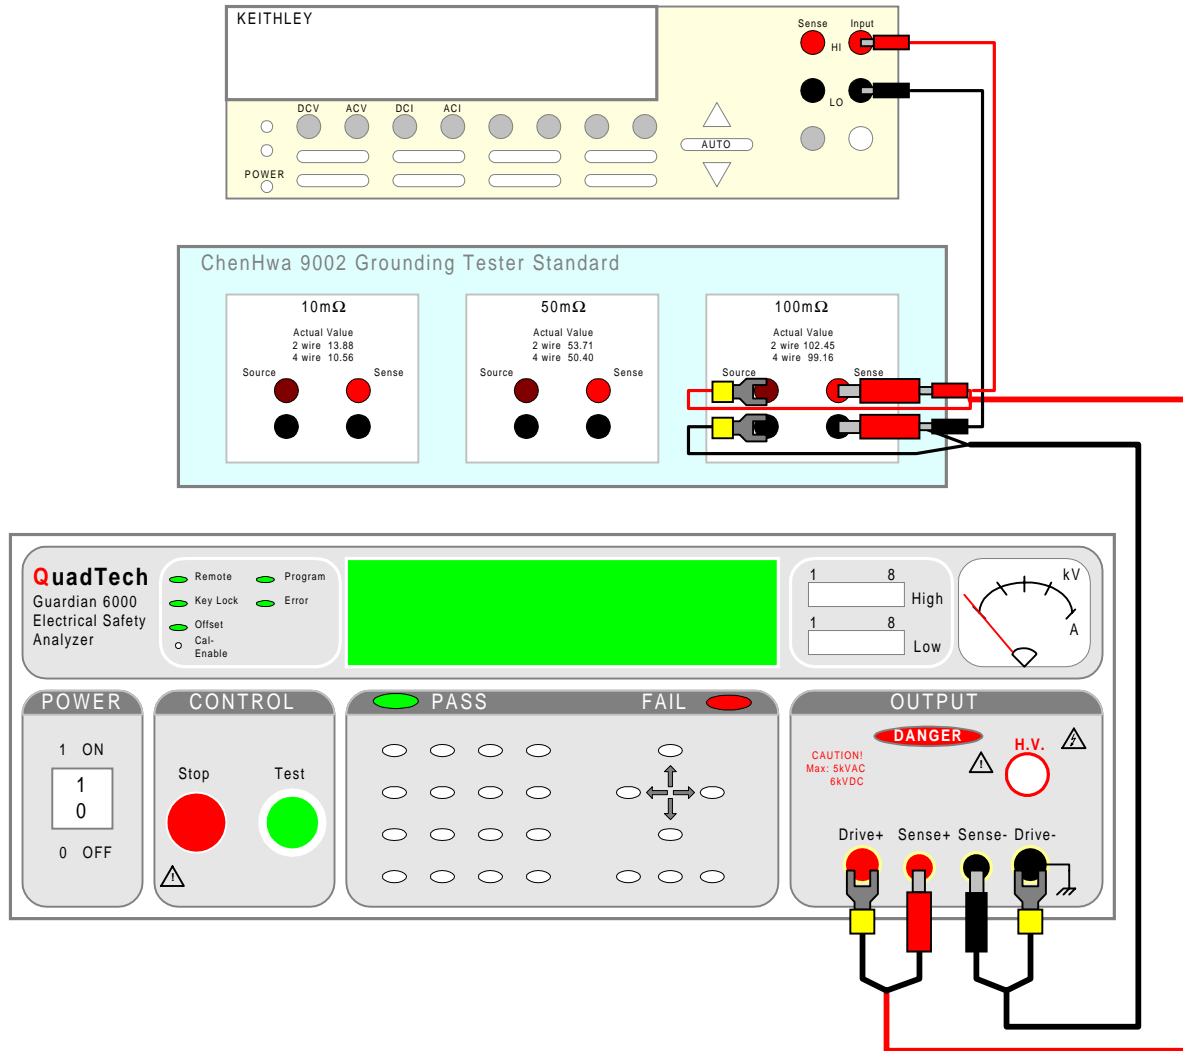 KEITHLEY
Sense Input
HI
LO
DCV ACV DCI ACI
AUTO
POWER
ChenHwa 9002 Grounding Tester Standard
10mΩ
Actual Value
2 wire 13.88
4 wire 10.56
Source Sense
50mΩ
Actual Value
2 wire 53.71
4 wire 50.40
Source Sense
100mΩ
Actual Value
2 wire 102.45
4 wire 99.16
Source Sense
QuadTech
Guardian 6000
Electrical Safety
Analyzer
Remote Program
Key Lock Error
Offset
Cal-
Enable
1 8
High
1 8
Low
kV
A
POWER
1 ON
1
0
0 OFF
CONTROL
Stop Test
!
PASS FAIL
OUTPUT
DANGER
CAUTION!
Max: 5kVAC
6kVDC
!
H.V.
Drive+ Sense+ Sense- Drive-